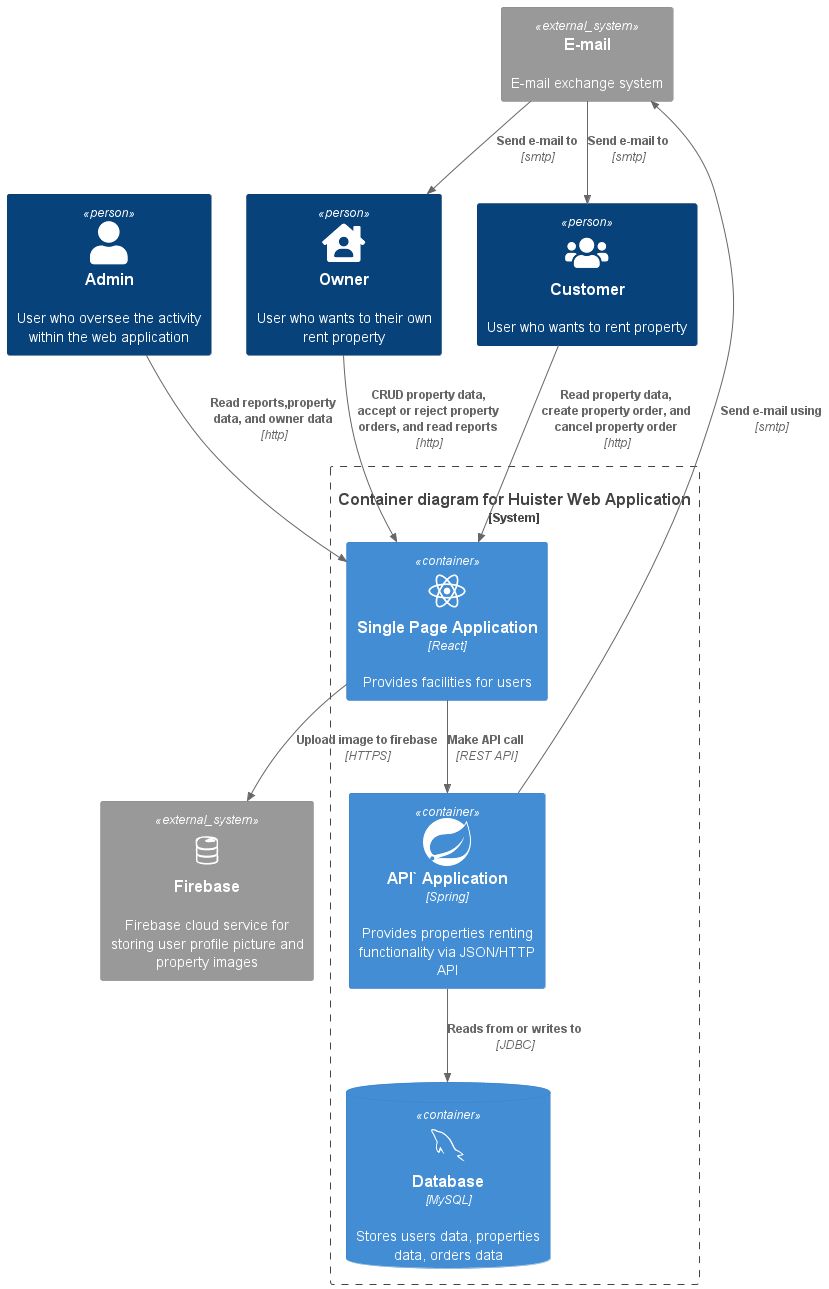 «external_system»
E-mail
E-mail exchange system
Send e-mail to
[smtp]
Send e-mail to
[smtp]
«person»
Admin
User who oversee the activity
within the web application
«person»
Owner
User who wants to their own
rent property
«person»
Customer
User who wants to rent property
Read reports,property
data, and owner data
[http]
CRUD property data,
accept or reject property
orders, and read reports
[http]
Read property data,
create property order, and
cancel property order
[http]
Send e-mail using
[smtp]
Container diagram for Huister Web Application
[System]
«container»
Single Page Application
[React]
Provides facilities for users
Upload image to firebase
[HTTPS]
Make API call
[REST API]
«external_system»
Firebase
Firebase cloud service for
storing user profile picture and
property images
«container»
API` Application
[Spring]
Provides properties renting
functionality via JSON/HTTP
API
Reads from or writes to
[JDBC]
«container»
Database
[MySQL]
Stores users data, properties
data, orders data